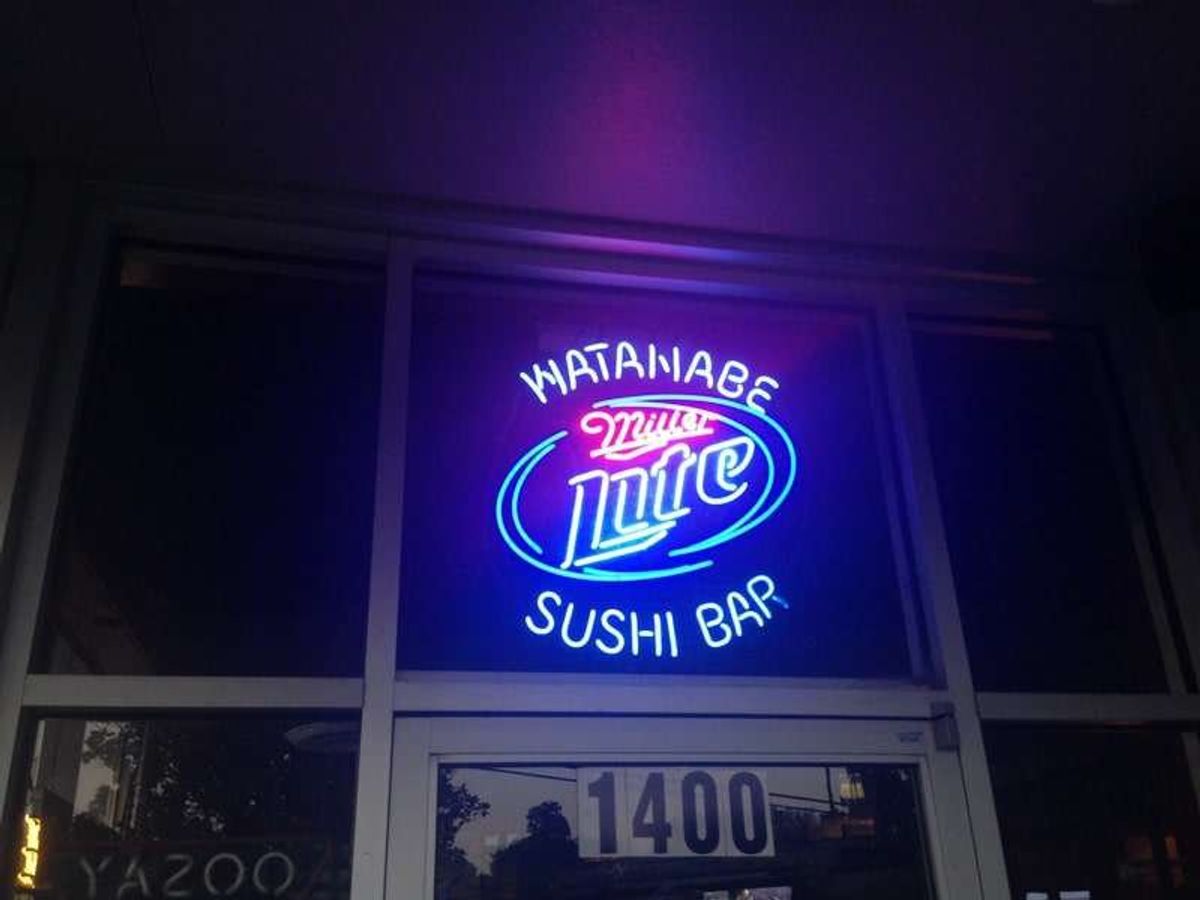 WATANABE
Miller
Lite
SUSHI BAR
1400
YAZOO